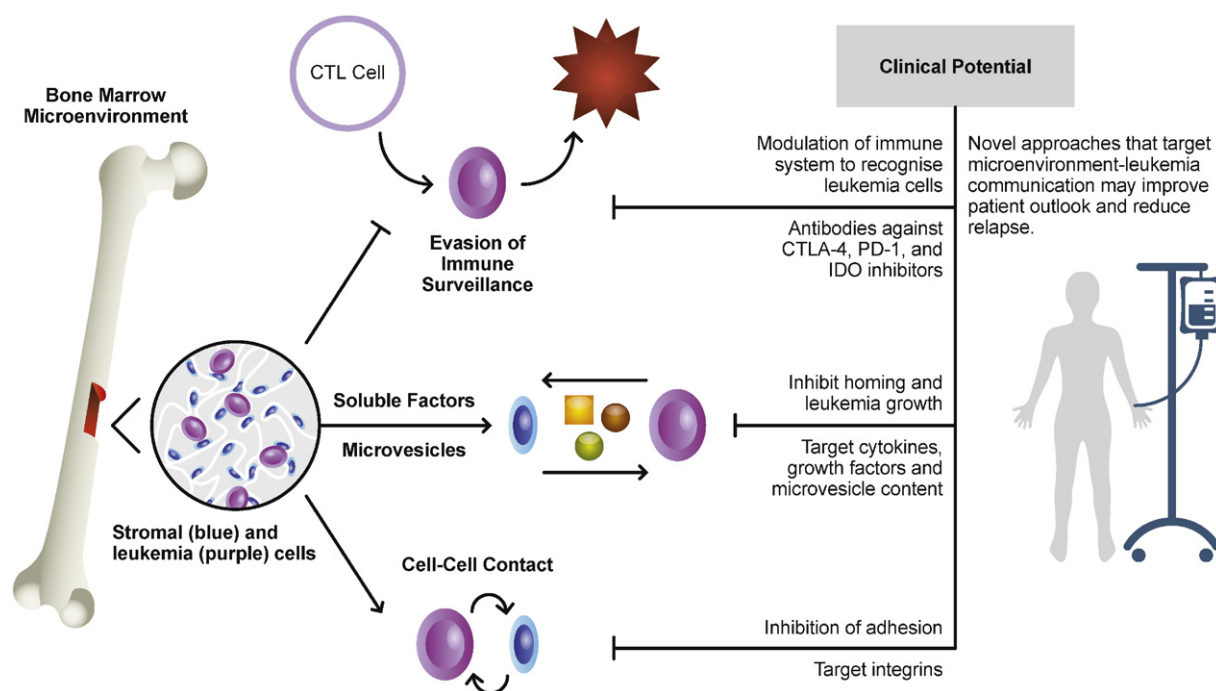 Bone Marrow
Microenvironment
CTL Cell
Evasion of
Immune
Surveillance
Stromal (blue) and
leukemia (purple) cells
Soluble Factors
Microvesicles
Cell-Cell Contact
Clinical Potential
Modulation of immune
system to recognise
leukemia cells
Antibodies against
CTLA-4, PD-1, and
IDO inhibitors
Novel approaches that target
microenvironment-leukemia
communication may improve
patient outlook and reduce
relapse.
Inhibit homing and
leukemia growth
Target cytokines,
growth factors and
microvesicle content
Inhibition of adhesion
Target integrins